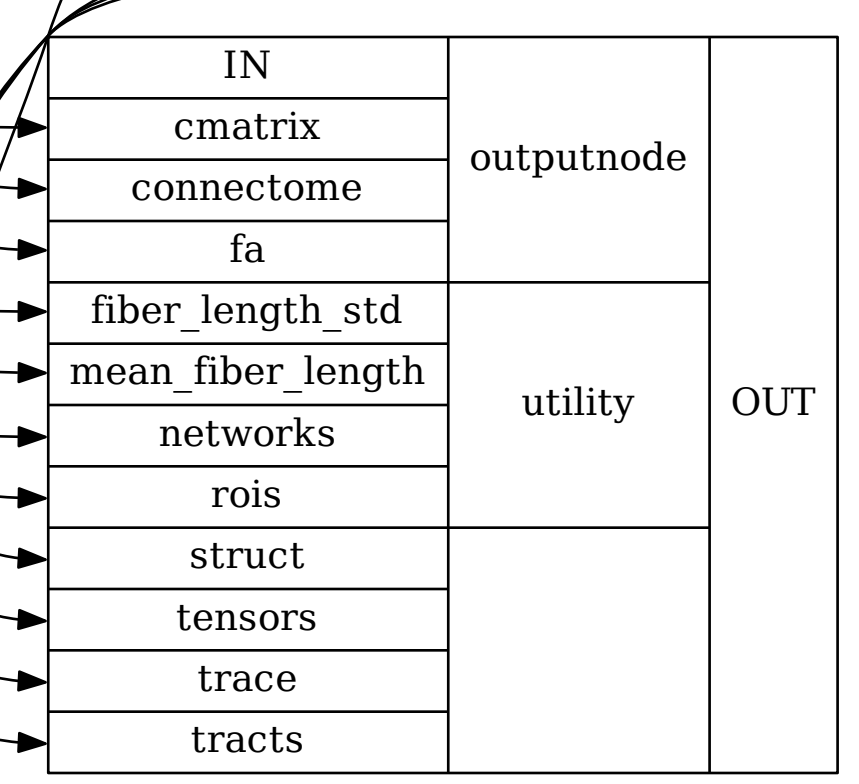 IN
cmatrix
connectome
fa
fiber_length_std
mean_fiber_length
networks
rois
struct
tensors
trace
tracts
outputnode
utility
OUT